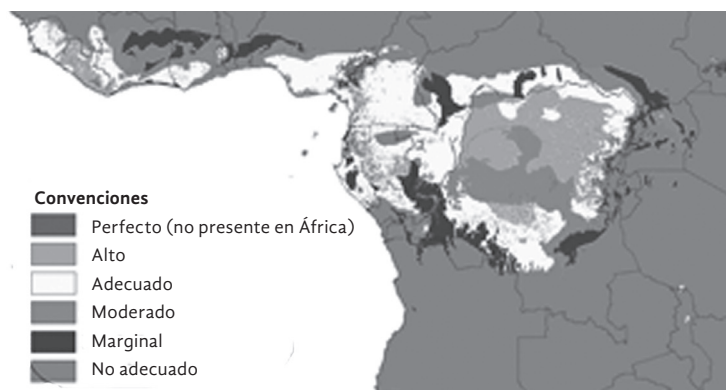 Convenciones
Perfecto (no presente en África)
Alto
Adecuado
Moderado
Marginal
No adecuado